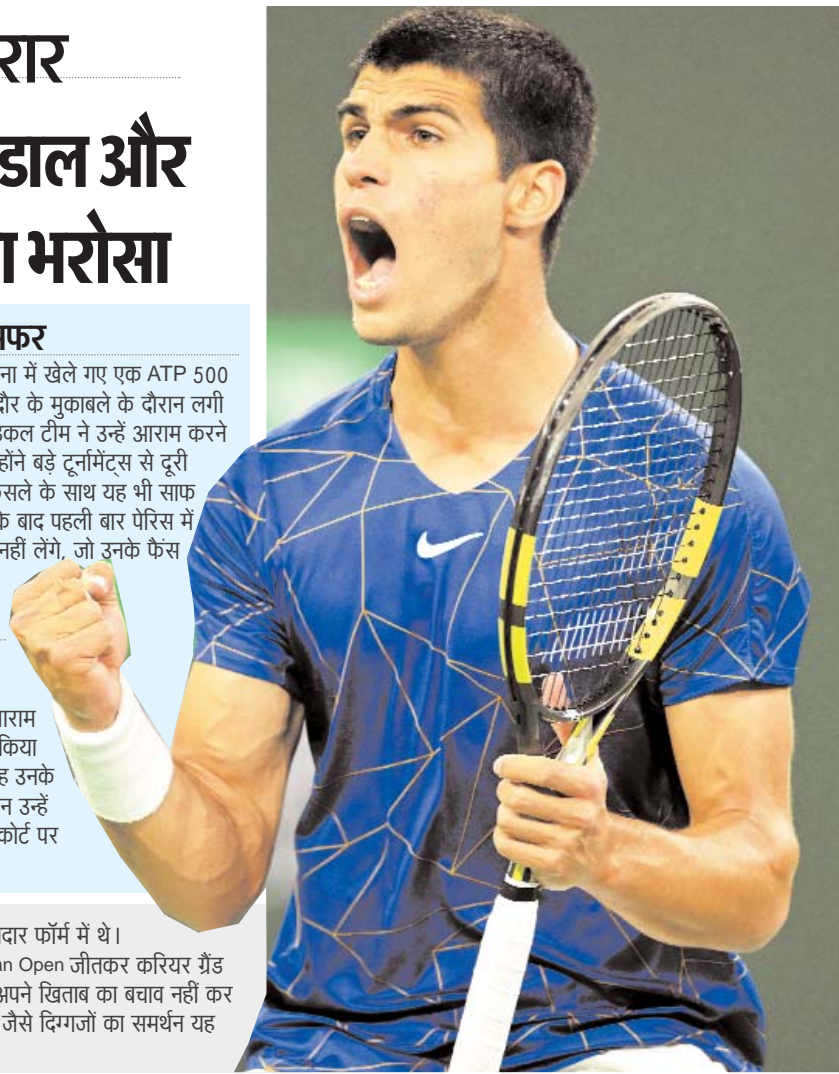 रार
डाल और
ा भरोसा
फर
ना में खेले गए एक ATP 500
दौर के मुकाबले के दौरान लगी
डकल टीम ने उन्हें आराम करने
होंने बड़े टूर्नामेंट्स से दूरी
सले के साथ यह भी साफ
के बाद पहली बार पेरिस में
नहीं लेंगे, जो उनके फैंस
ाराम
किया
ह उनके
न उन्हें
कोर्ट पर
दार फॉर्म में थे।
an Open जीतकर करियर ग्रैंड
अपने खिताब का बचाव नहीं कर
जैसे दिग्गजों का समर्थन यह